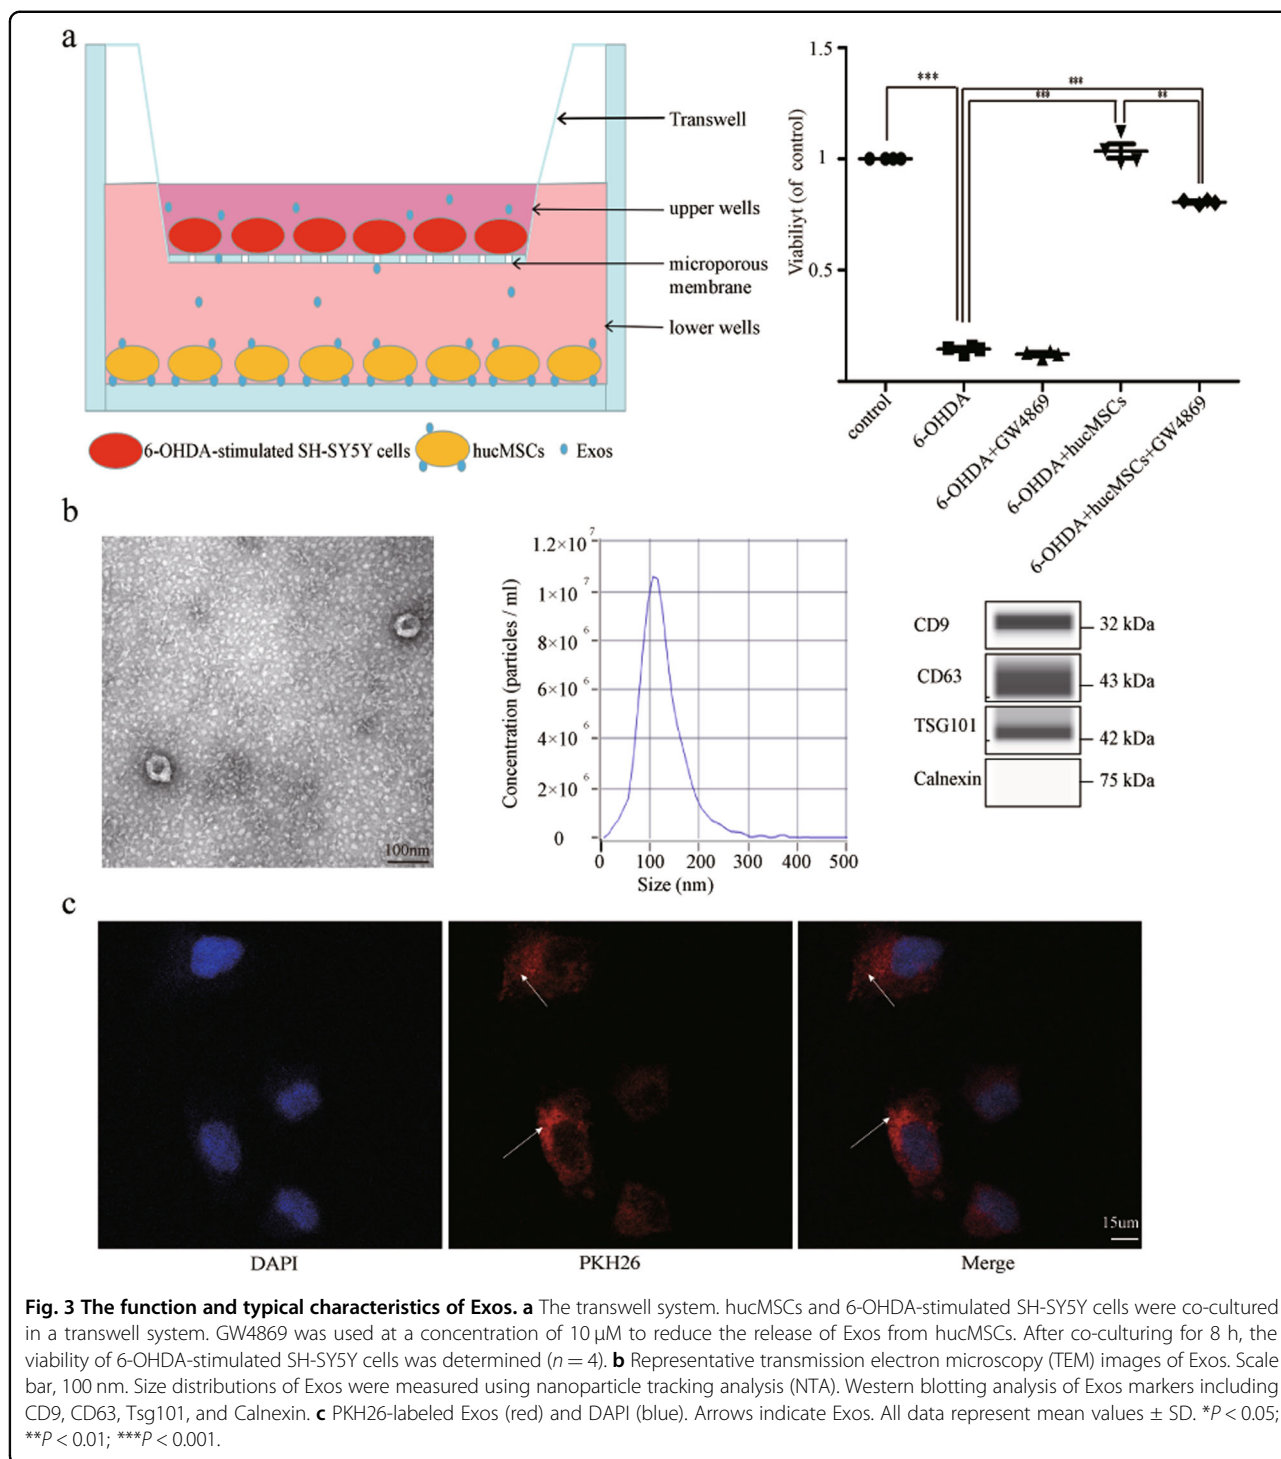 a
Transwell
upper wells
microporous
membrane
lower wells
6-OHDA-stimulated SH-SY5Y cells
hucMSCs
Exos
1.5
1
0.5
Viabiliyt (of control)
***
***
***
**
control
6-OHDA
6-OHDA+GW4869
6-OHDA+hucMSCs
6-OHDA+hucMSCs+GW4869
b
100nm
Concentration (particles / ml)
1.2×10 7
1×10 7
8×10 6
6×10 6
4×10 6
2×10 6
0
0 100 200 300 400 500
Size (nm)
CD9 32 kDa
CD63 43 kDa
TSG101 42 kDa
Calnexin 75 kDa
c
15um
DAPI PKH26 Merge
Fig. 3 The function and typical characteristics of Exos. a The transwell system. hucMSCs and 6-OHDA-stimulated SH-SY5Y cells were co-cultured
in a transwell system. GW4869 was used at a concentration of 10 μM to reduce the release of Exos from hucMSCs. After co-culturing for 8 h, the
viability of 6-OHDA-stimulated SH-SY5Y cells was determined (n = 4). b Representative transmission electron microscopy (TEM) images of Exos. Scale
bar, 100 nm. Size distributions of Exos were measured using nanoparticle tracking analysis (NTA). Western blotting analysis of Exos markers including
CD9, CD63, Tsg101, and Calnexin. c PKH26-labeled Exos (red) and DAPI (blue). Arrows indicate Exos. All data represent mean values ± SD. *P < 0.05;
**P < 0.01; ***P < 0.001.